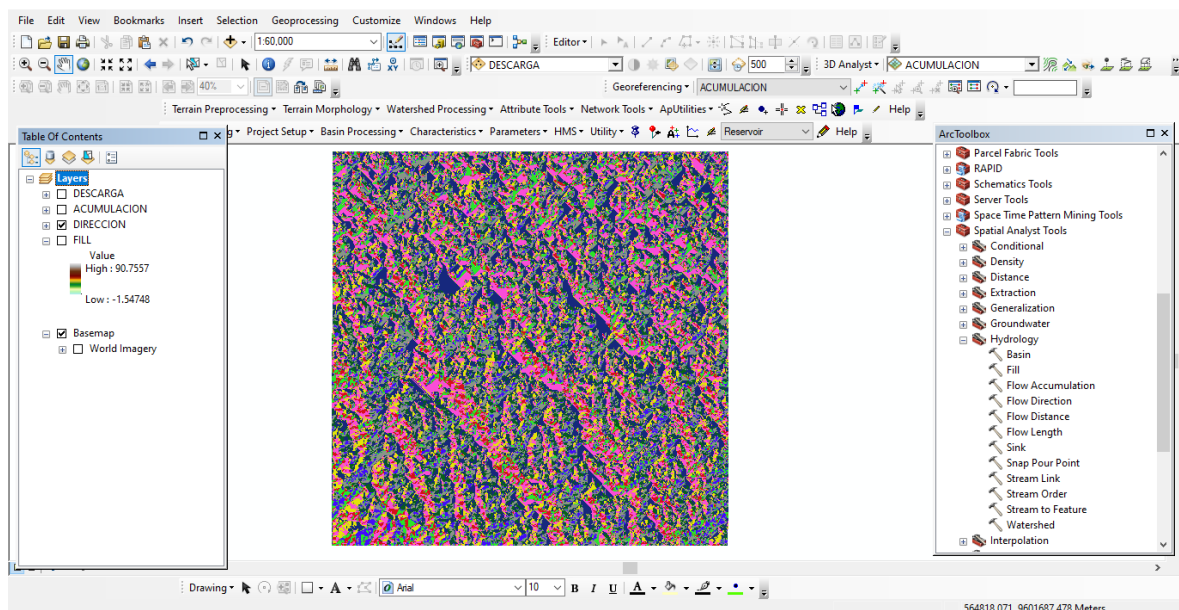 File Edit View Bookmarks Insert Selection Geoprocessing Customize Windows Help
1:60,000 Editor
DESCARGA 500 3D Analyst ACUMULACION
40% Georeferencing ACUMULACION
Terrain Preprocessing Terrain Morphology Watershed Processing Attribute Tools Network Tools ApUtilities Help
Project Setup Basin Processing Characteristics Parameters HMS Utility Reservoir Help
Table Of Contents
Layers
DESCARGA
ACUMULACION
DIRECCION
FILL
Value
High : 90.7557
Low : -1.54748
Basemap
World Imagery
ArcToolbox
Parcel Fabric Tools
RAPID
Schematics Tools
Server Tools
Space Time Pattern Mining Tools
Spatial Analyst Tools
Conditional
Density
Distance
Extraction
Generalization
Groundwater
Hydrology
Basin
Fill
Flow Accumulation
Flow Direction
Flow Distance
Flow Length
Sink
Snap Pour Point
Stream Link
Stream Order
Stream to Feature
Watershed
Interpolation
Drawing A Arial 10 B I U A
564818.071 9601687.478 Meters